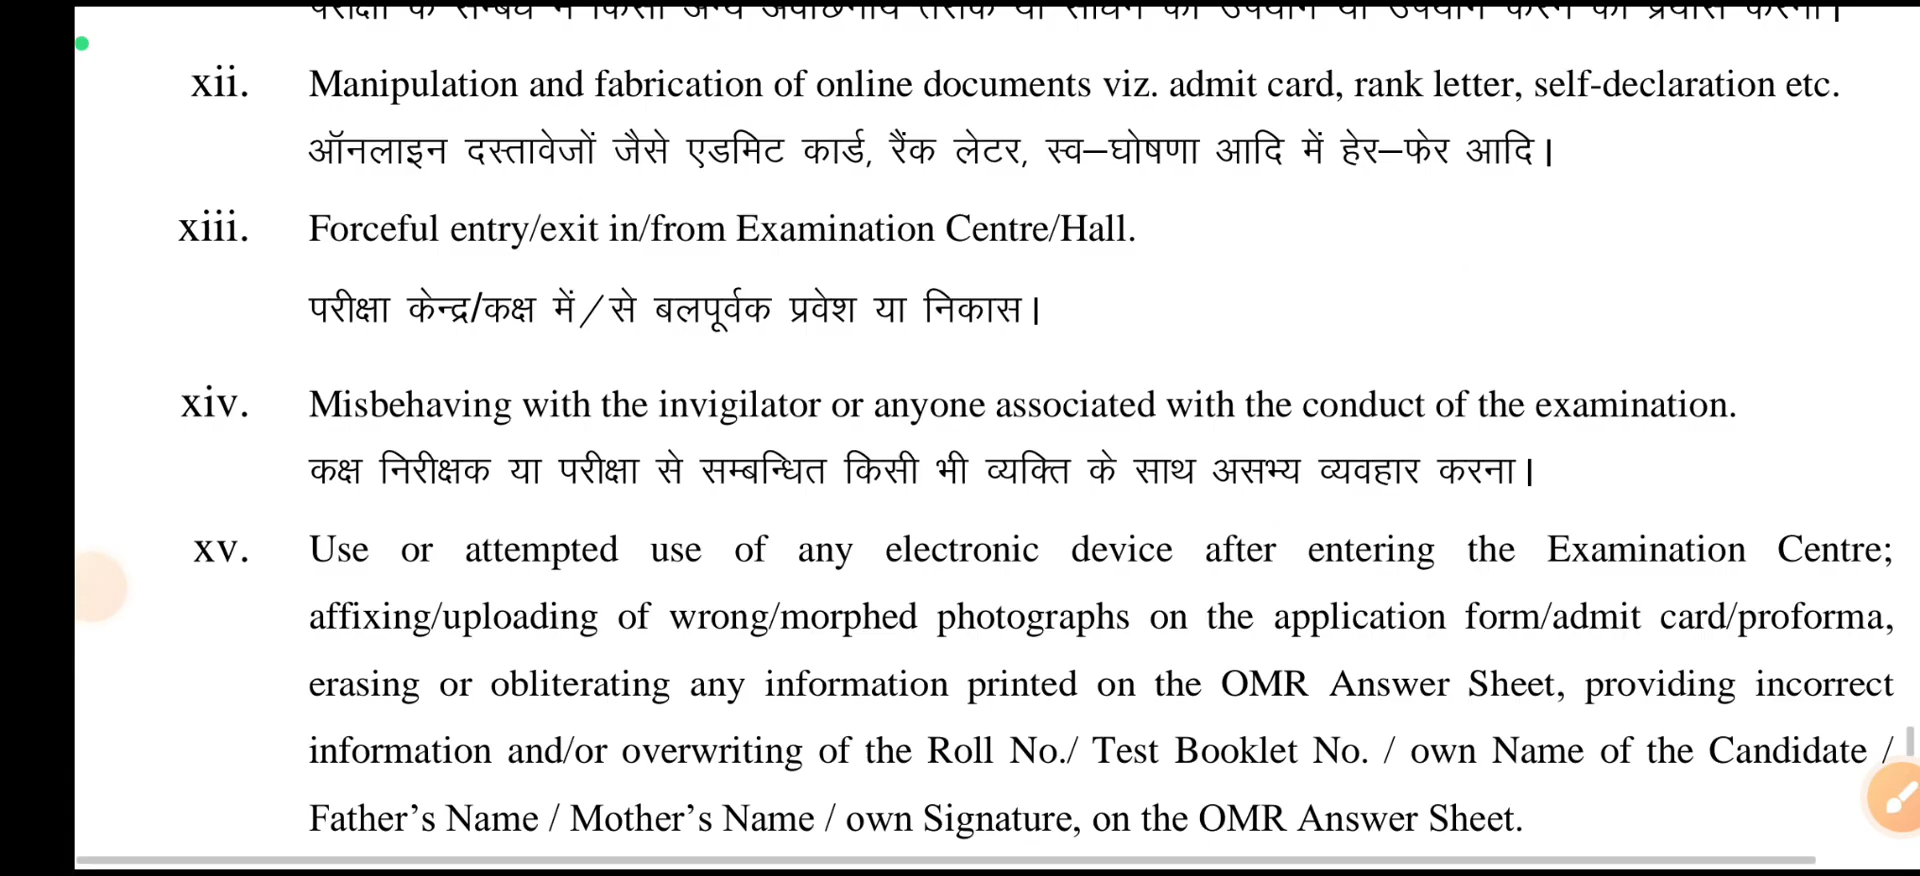 xii. Manipulation and fabrication of online documents viz. admit card, rank letter, self-declaration etc.
ऑनलाइन दस्तावेजों जैसे एडमिट कार्ड, रैंक लेटर, स्व–घोषणा आदि में हेर–फेर आदि।
xiii. Forceful entry/exit in/from Examination Centre/Hall.
परीक्षा केन्द्र/कक्ष में/से बलपूर्वक प्रवेश या निकास।
xiv. Misbehaving with the invigilator or anyone associated with the conduct of the examination.
कक्ष निरीक्षक या परीक्षा से सम्बन्धित किसी भी व्यक्ति के साथ असभ्य व्यवहार करना।
xv. Use or attempted use of any electronic device after entering the Examination Centre;
affixing/uploading of wrong/morphed photographs on the application form/admit card/proforma,
erasing or obliterating any information printed on the OMR Answer Sheet, providing incorrect
information and/or overwriting of the Roll No./ Test Booklet No. / own Name of the Candidate /
Father’s Name / Mother’s Name / own Signature, on the OMR Answer Sheet.